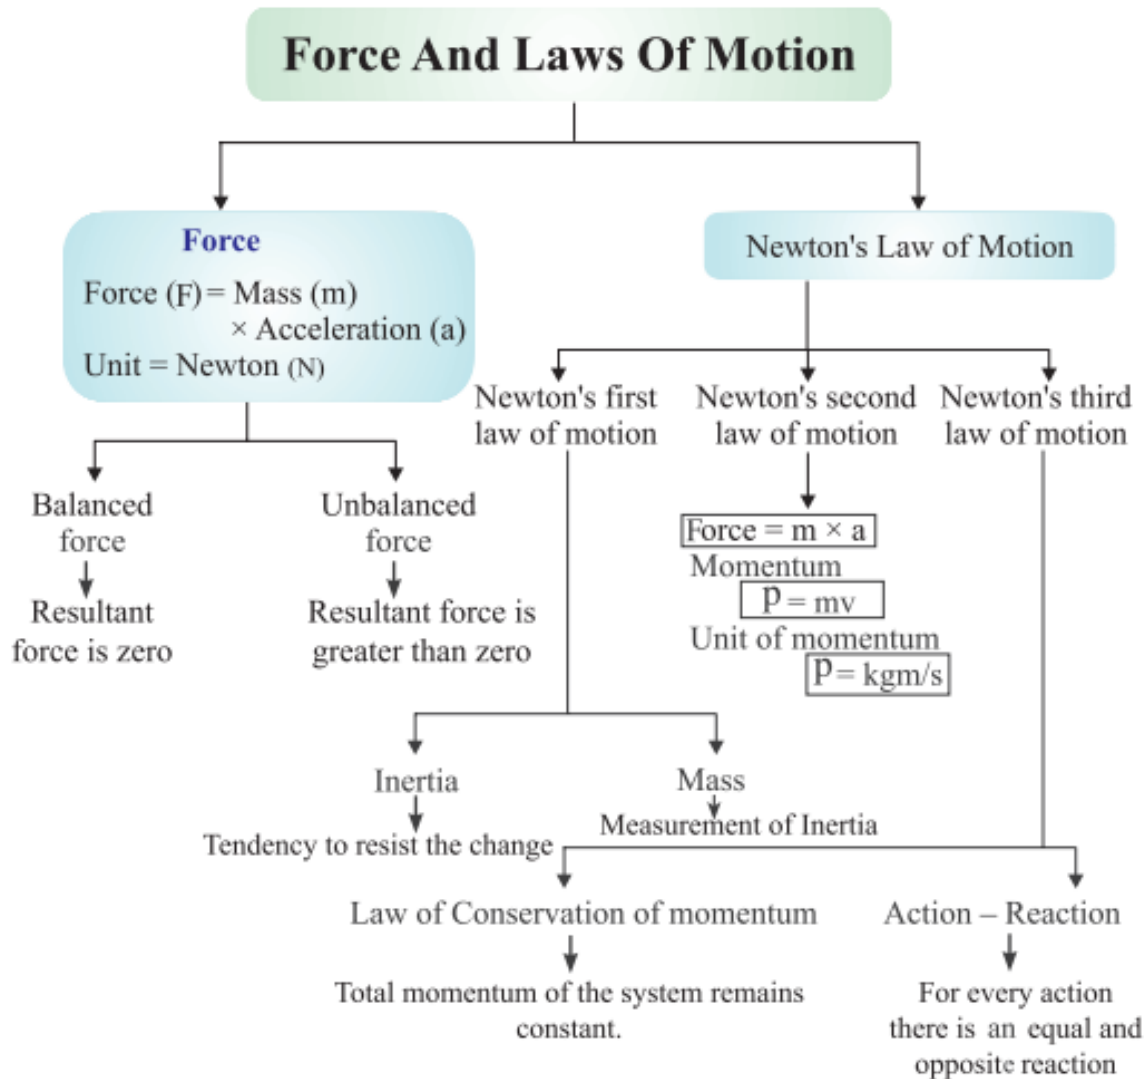 Force And Laws Of Motion
Force
Force (F) = Mass (m)
× Acceleration (a)
Unit = Newton (N)
Balanced
force
Resultant
force is zero
Unbalanced
force
Resultant force is
greater than zero
Newton's Law of Motion
Newton's first
law of motion
Newton's second
law of motion
Newton's third
law of motion
Force = m × a
Momentum
p = mv
Unit of momentum
p = kgm/s
Inertia
Tendency to resist the change
Mass
Measurement of Inertia
Law of Conservation of momentum
Total momentum of the system remains
constant.
Action – Reaction
For every action
there is an equal and
opposite reaction